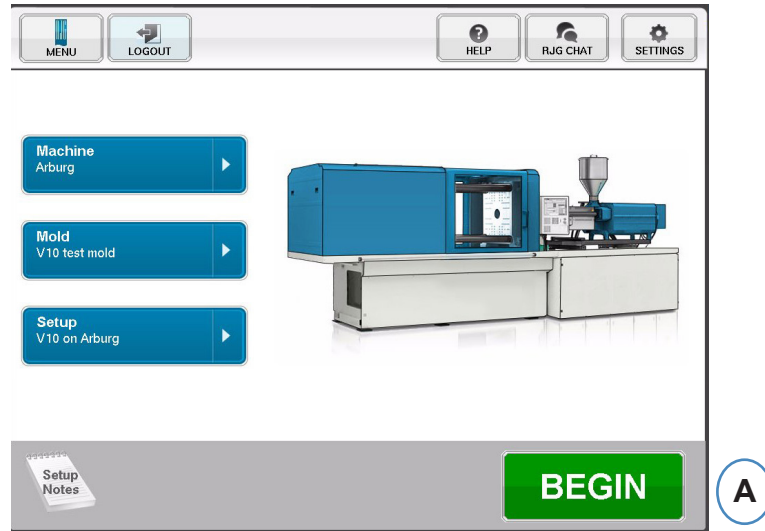 MENU
LOGOUT
HELP
RJG CHAT
SETTINGS
Machine
Arburg
Mold
V10 test mold
Setup
V10 on Arburg
Setup
Notes
BEGIN
A